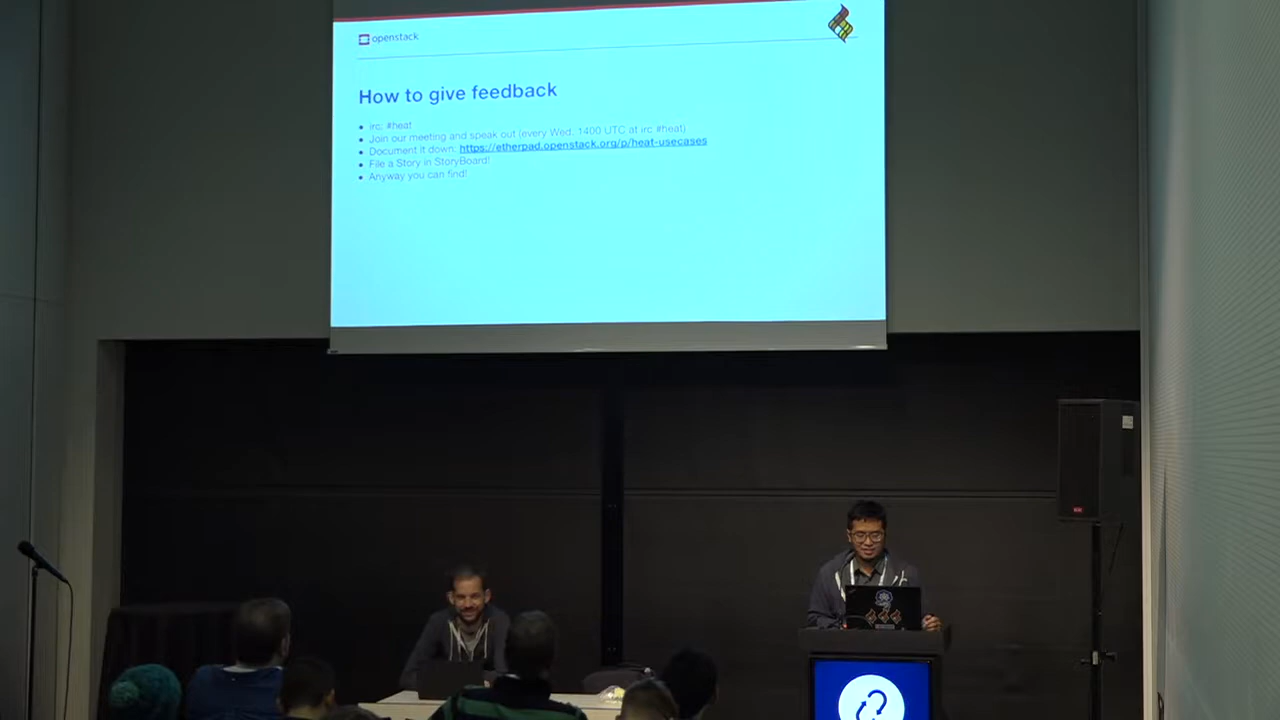 openstack
How to give feedback
irc: #heat
Join our meeting and speak out (every Wed. 1400 UTC at irc #heat)
Document it down: https://etherpad.openstack.org/p/heat-usecases
File a Story in StoryBoard!
Anyway you can find!